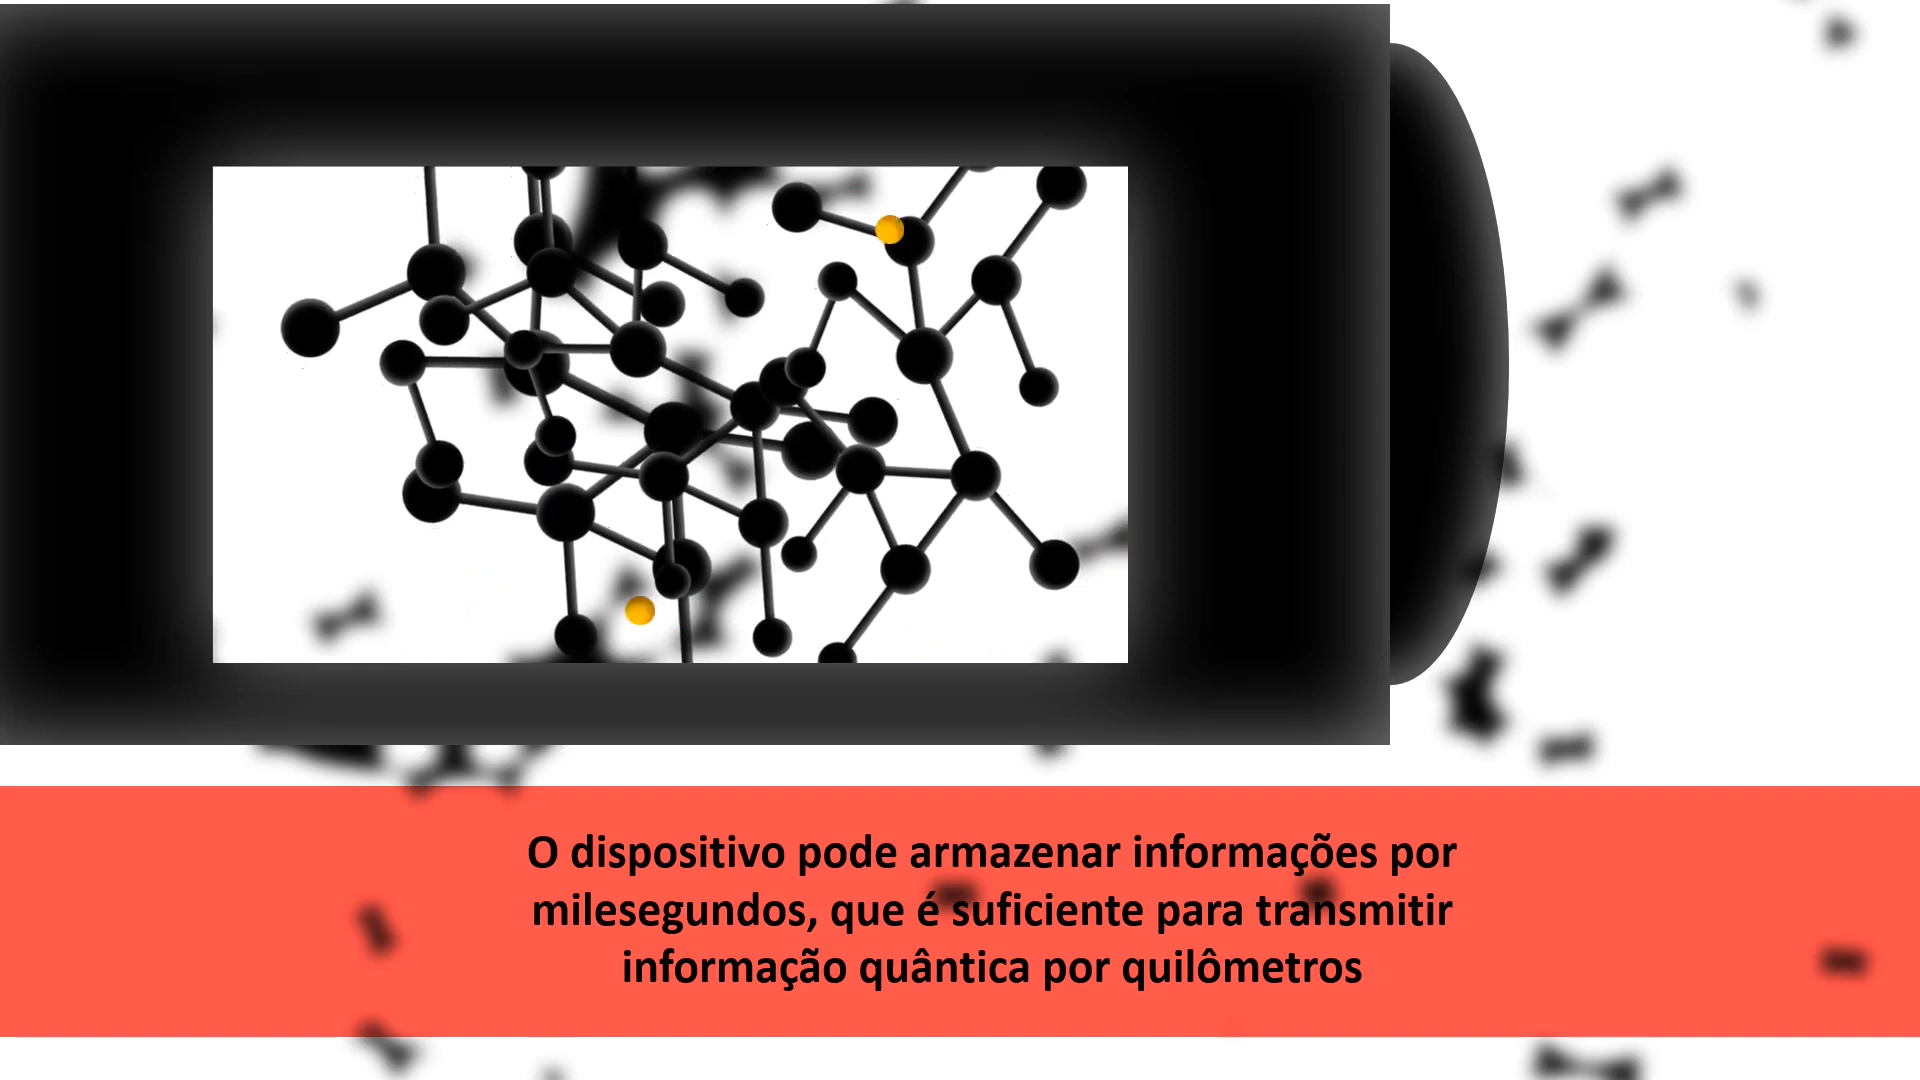 O dispositivo pode armazenar informações por
milesegundos, que é suficiente para transmitir
informação quântica por quilômetros